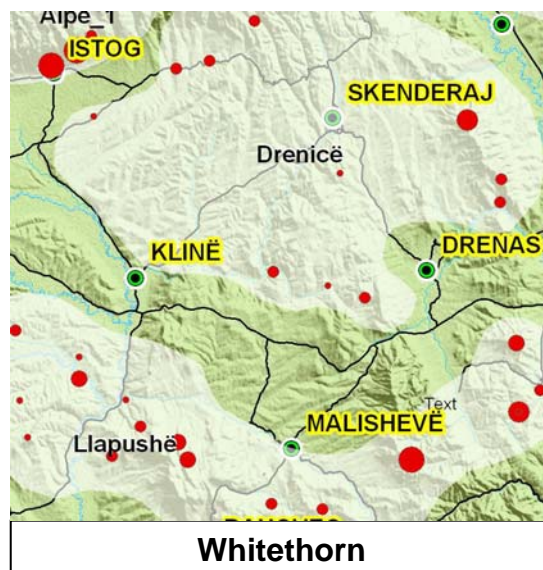 Alpe_1
ISTOG
SKENDERAJ
Drenicë
KLINË
DRENAS
Text
MALISHEVË
Llapushë
Whitethorn